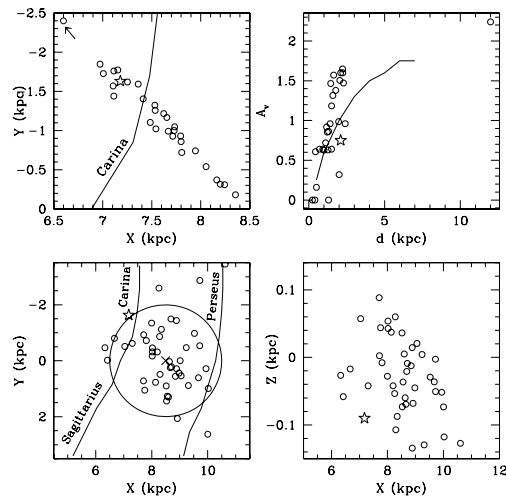 -2.5
-2
-1.5
-1
-0.5
0
Y (kpc)
Carina
6.5 7 7.5 8 8.5
X (kpc)
2
1.5
1
0.5
0
Av
0 5 10
d (kpc)
-2
0
2
Y (kpc)
Sagittarius
Carina
Perseus
6 8 10
X (kpc)
0.1
0
-0.1
Z (kpc)
6 8 10 12
X (kpc)